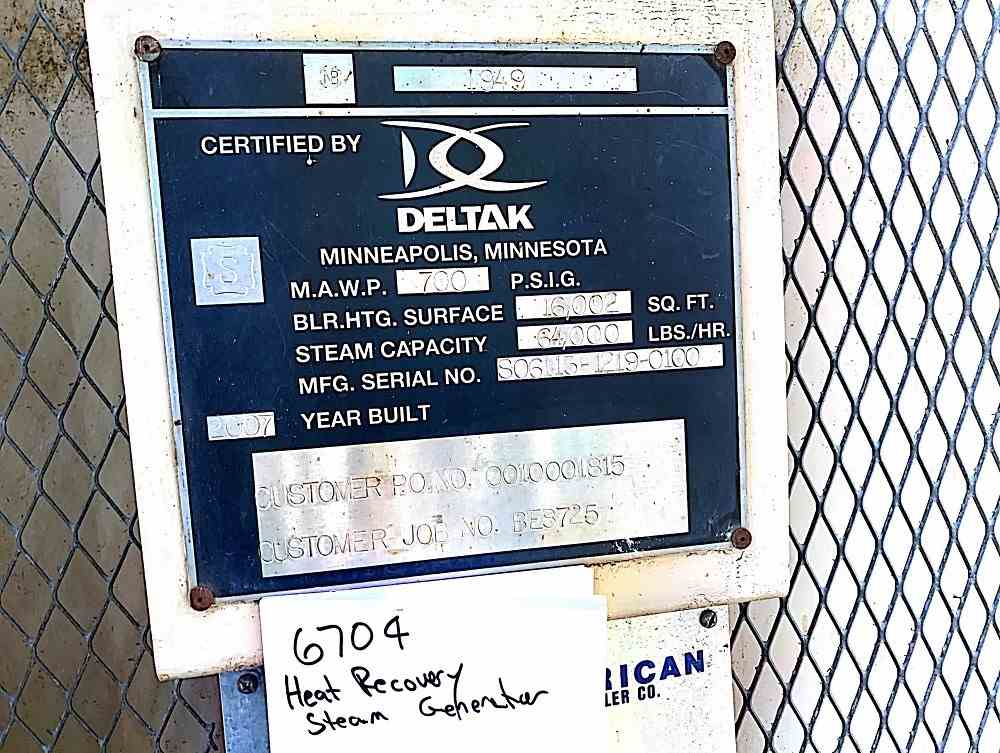 NB 1949
CERTIFIED BY
DELTAK
MINNEAPOLIS, MINNESOTA
S
M.A.W.P. 700 P.S.I.G.
BLR.HTG. SURFACE 16,002 SQ. FT.
STEAM CAPACITY 64,000 LBS./HR.
MFG. SERIAL NO. S06115-1219-0100
2007 YEAR BUILT
CUSTOMER P.O.NO. 0010001815
CUSTOMER JOB NO. BE8725
6704
Heat Recovery
Steam Generator
RICAN
LER CO.